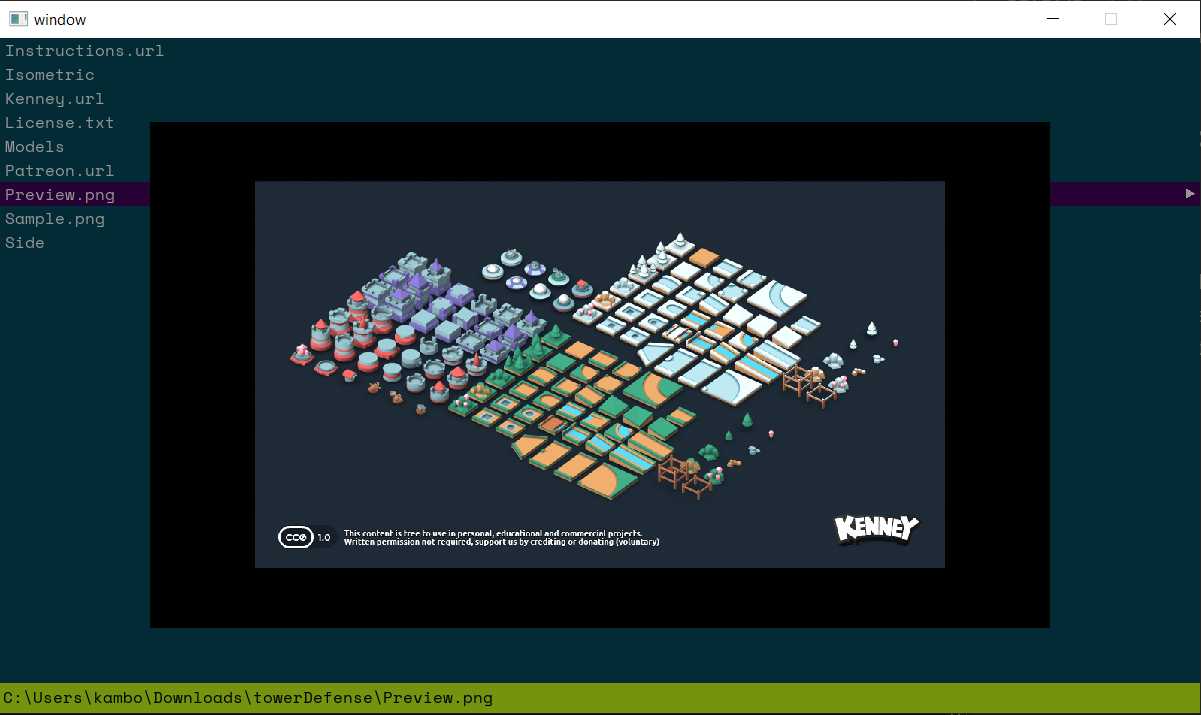 window
Instructions.url
Isometric
Kenney.url
License.txt
Models
Patreon.url
Preview.png
Sample.png
Side
CC0 1.0
This content is free to use in personal, educational and commercial projects.
Written permission not required, support us by crediting or donating (voluntary)
KENNEY
C:\Users\kambo\Downloads\towerDefense\Preview.png